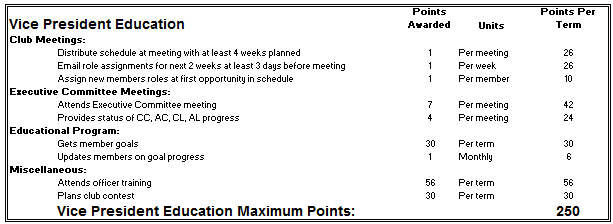 Vice President Education Points Awarded Units Points Per Term
Club Meetings:
Distribute schedule at meeting with at least 4 weeks planned 1 Per meeting 26
Email role assignments for next 2 weeks at least 3 days before meeting 1 Per week 26
Assign new members roles at first opportunity in schedule 1 Per member 10
Executive Committee Meetings:
Attends Executive Committee meeting 7 Per meeting 42
Provides status of CC, AC, CL, AL progress 4 Per meeting 24
Educational Program:
Gets member goals 30 Per term 30
Updates members on goal progress 1 Monthly 6
Miscellaneous:
Attends officer training 56 Per term 56
Plans club contest 30 Per term 30
Vice President Education Maximum Points: 250